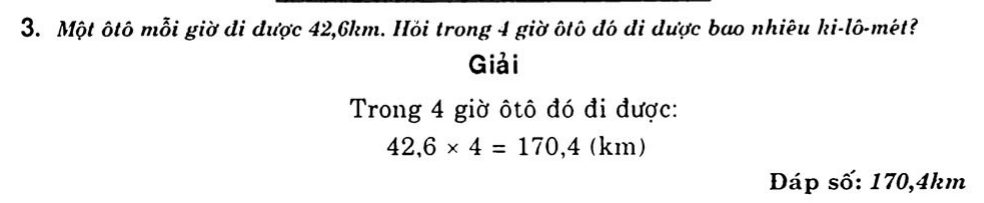 3. Một ôtô mỗi giờ đi được 42,6km. Hỏi trong 4 giờ ôtô đó đi được bao nhiêu ki-lô-mét?
Giải
Trong 4 giờ ôtô đó đi được:
42,6 × 4 = 170,4 (km)
Đáp số: 170,4km